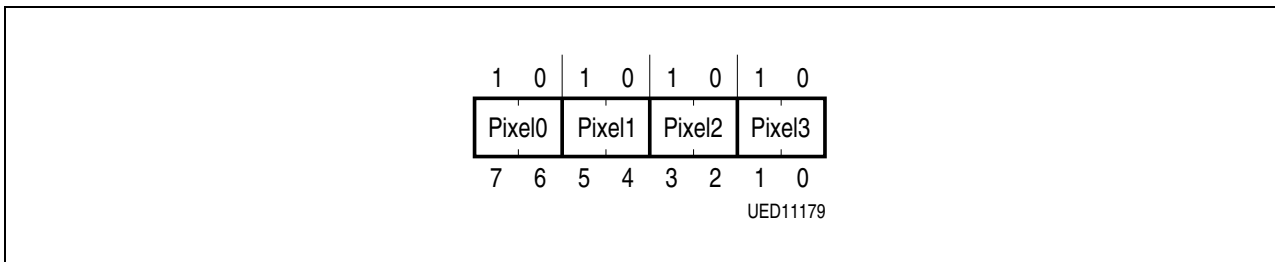 1 0 1 0 1 0 1 0
Pixel0 Pixel1 Pixel2 Pixel3
7 6 5 4 3 2 1 0
UED11179